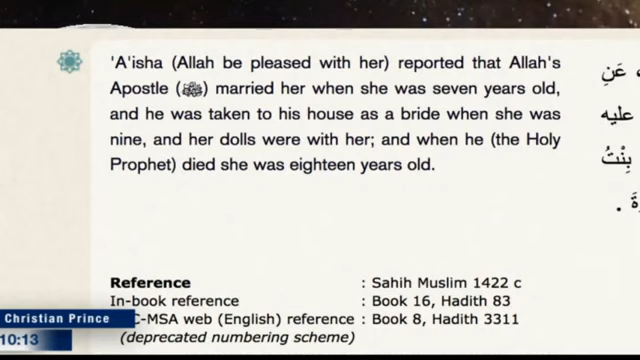 'A'isha (Allah be pleased with her) reported that Allah's
Apostle (ﷺ) married her when she was seven years old,
and he was taken to his house as a bride when she was
nine, and her dolls were with her; and when he (the Holy
Prophet) died she was eighteen years old.
عَنِ
عليه
بِنْتُ
Reference : Sahih Muslim 1422 c
In-book reference : Book 16, Hadith 83
C-MSA web (English) reference : Book 8, Hadith 3311
(deprecated numbering scheme)
Christian Prince
10:13